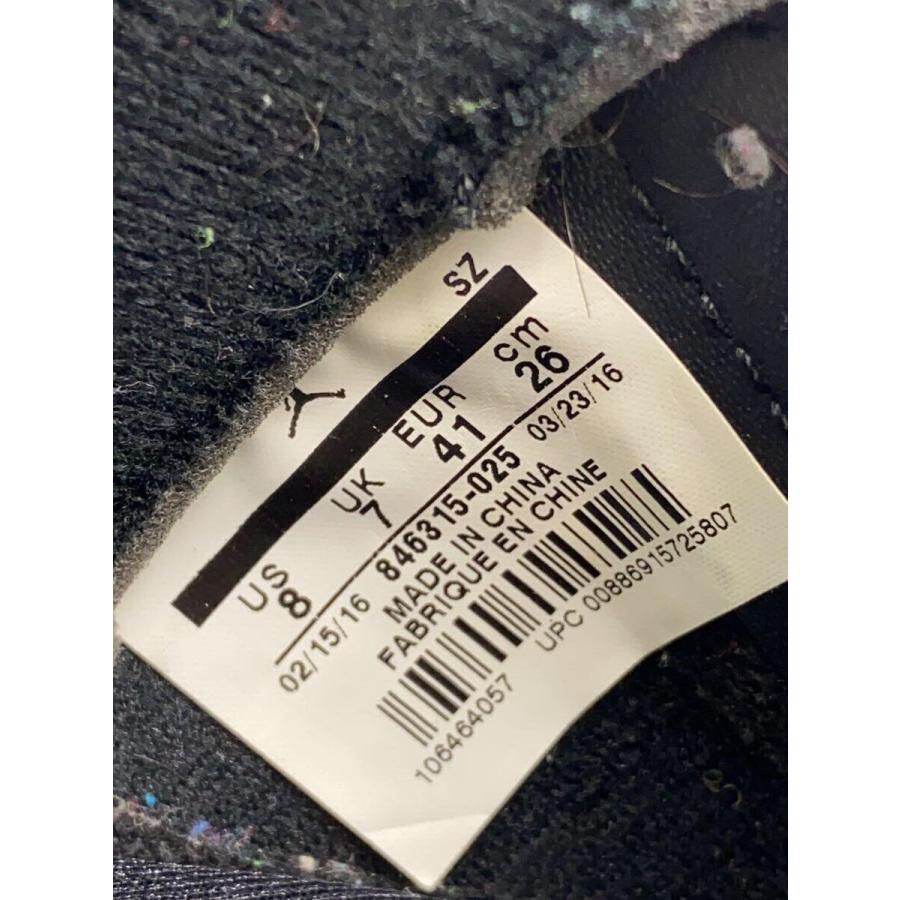 SZ
US UK EUR cm
8 7 41 26
02/15/16 846315-025 03/23/16
MADE IN CHINA
FABRIQUE EN CHINE
106464057 UPC 00886915725807